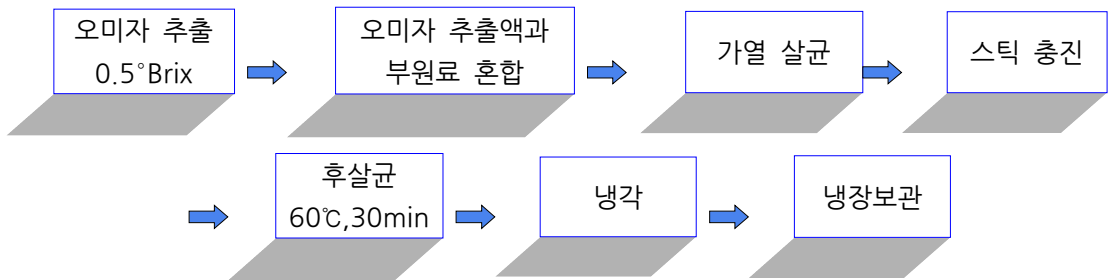 오미자 추출
0.5°Brix
오미자 추출액과
부원료 혼합
가열 살균
스틱 충진
후살균
60℃,30min
냉각
냉장보관